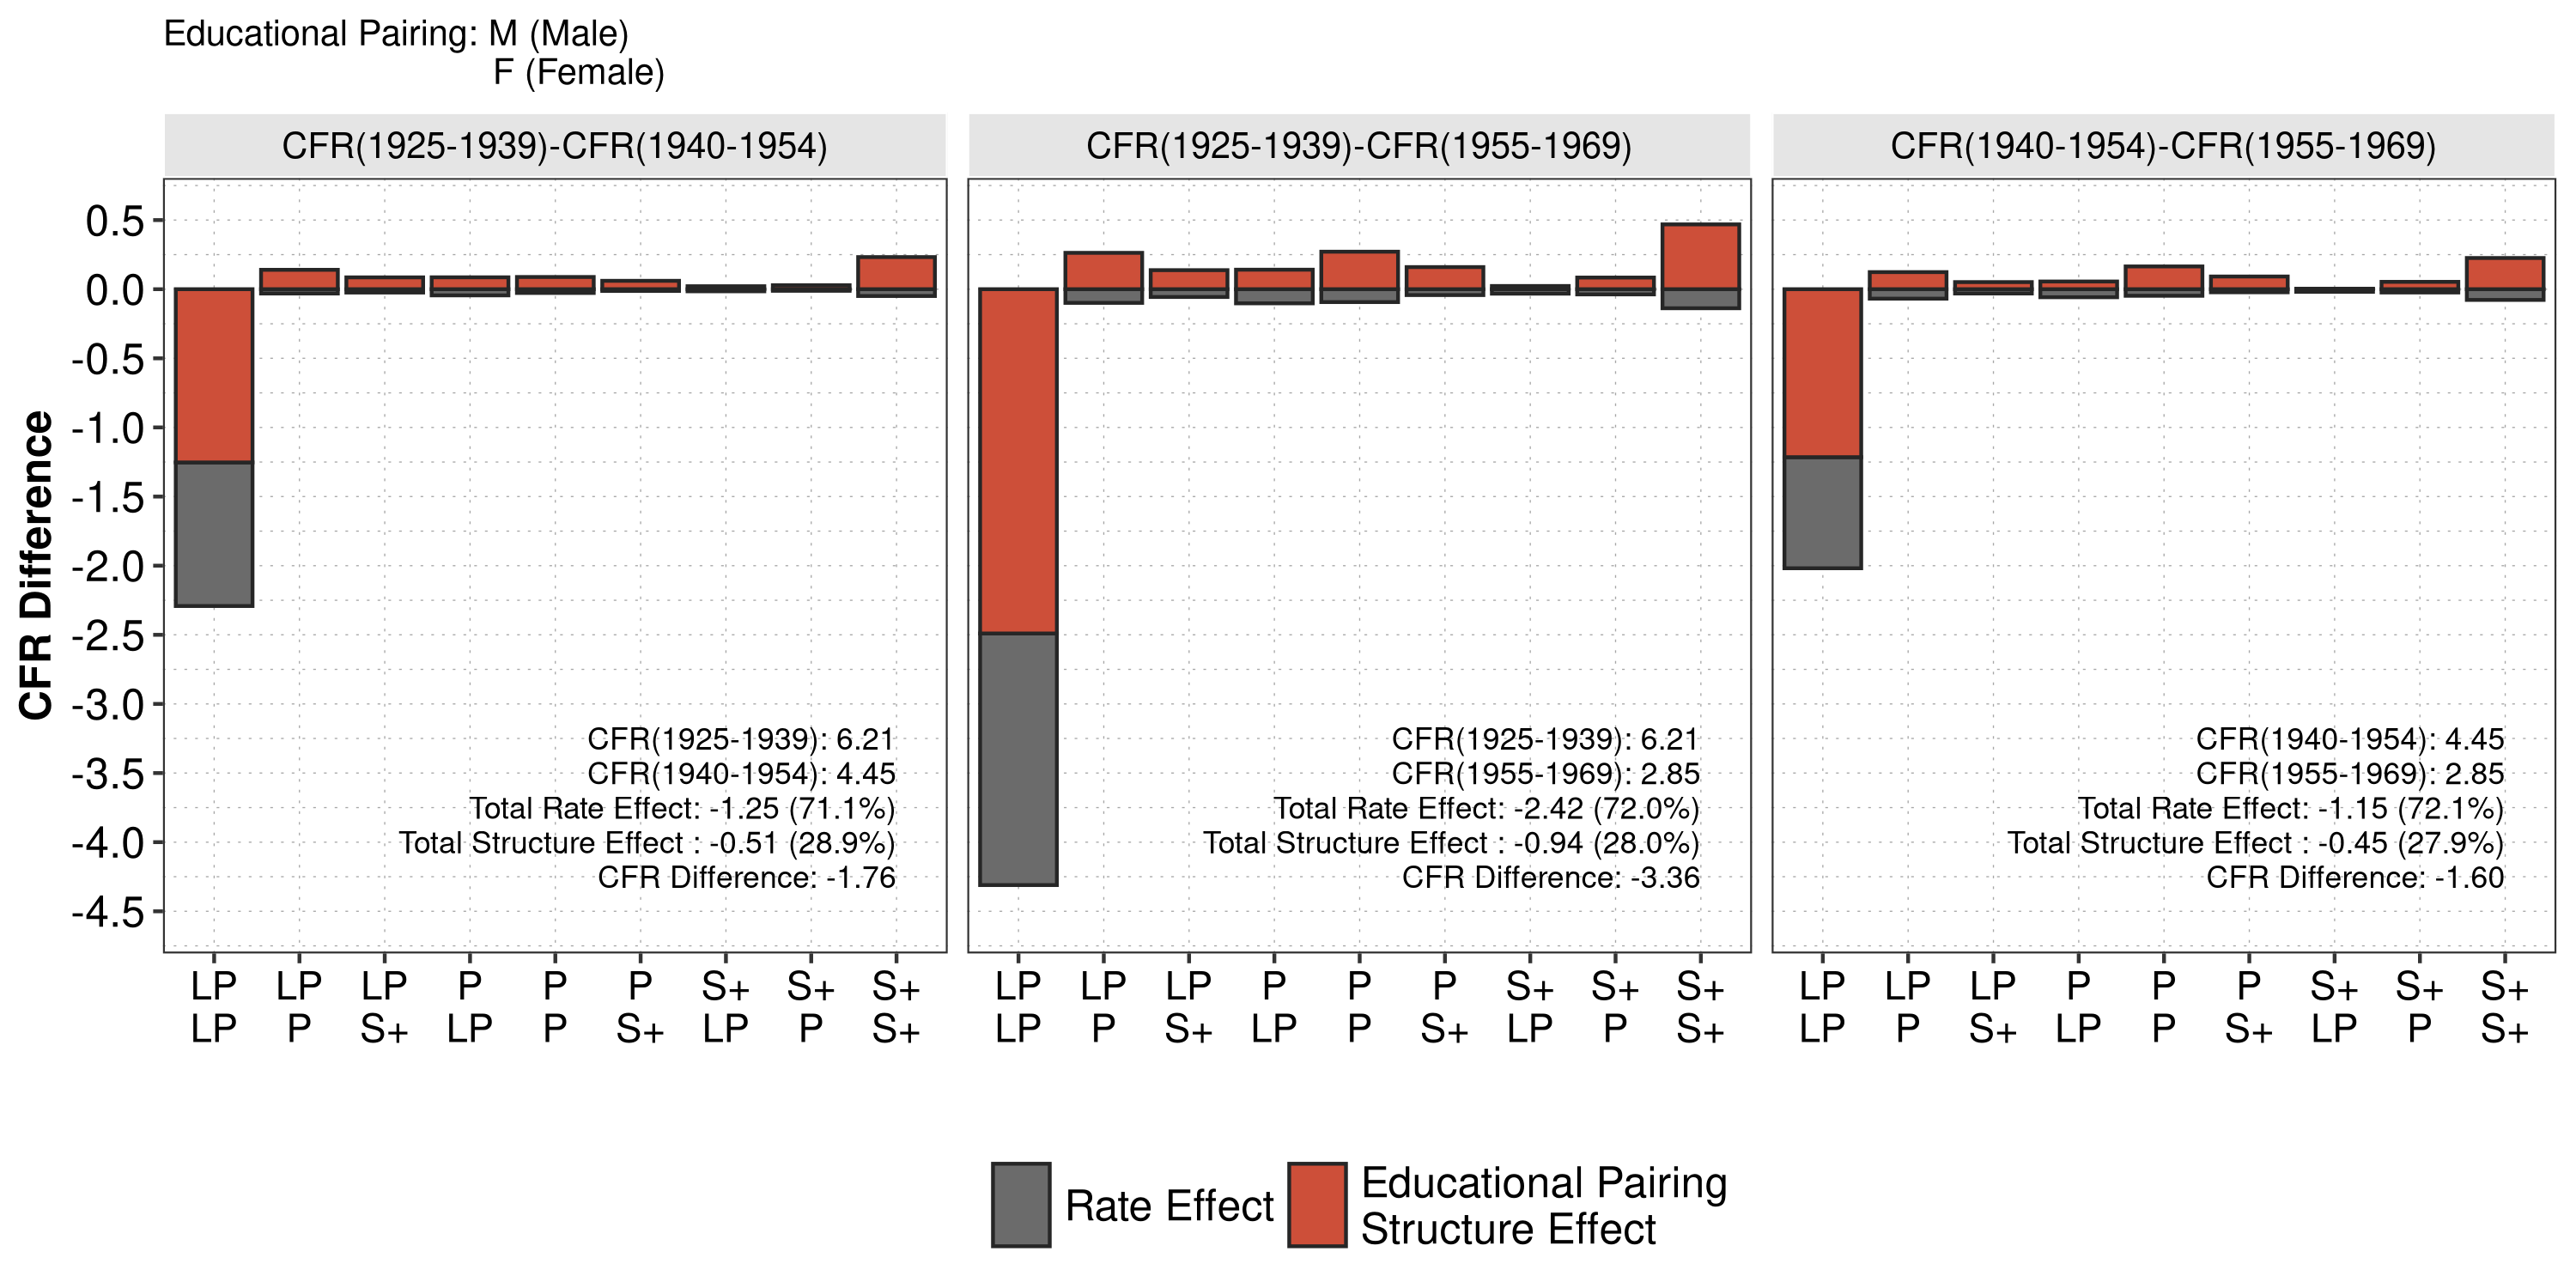 Educational Pairing: M (Male)
F (Female)
CFR(1925-1939)-CFR(1940-1954)
CFR(1925-1939)-CFR(1955-1969)
CFR(1940-1954)-CFR(1955-1969)
CFR Difference
0.5
0.0
-0.5
-1.0
-1.5
-2.0
-2.5
-3.0
-3.5
-4.0
-4.5
CFR(1925-1939): 6.21
CFR(1940-1954): 4.45
Total Rate Effect: -1.25 (71.1%)
Total Structure Effect : -0.51 (28.9%)
CFR Difference: -1.76
CFR(1925-1939): 6.21
CFR(1955-1969): 2.85
Total Rate Effect: -2.42 (72.0%)
Total Structure Effect : -0.94 (28.0%)
CFR Difference: -3.36
CFR(1940-1954): 4.45
CFR(1955-1969): 2.85
Total Rate Effect: -1.15 (72.1%)
Total Structure Effect : -0.45 (27.9%)
CFR Difference: -1.60
LP LP LP P P P S+ S+ S+
LP P S+ LP P S+ LP P S+
LP LP LP P P P S+ S+ S+
LP P S+ LP P S+ LP P S+
LP LP LP P P P S+ S+ S+
LP P S+ LP P S+ LP P S+
Rate Effect
Educational Pairing
Structure Effect